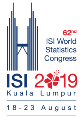 62nd
ISI World
Statistics
Congress
ISI 2019
Kuala Lumpur
18-23 August